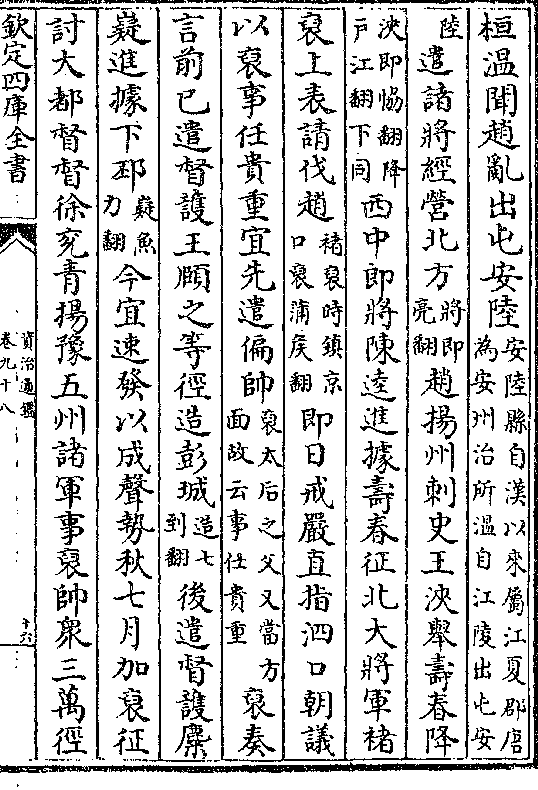 桓溫聞趙亂出屯安陸安陸縣自漢以來屬江夏郡唐為安州治所溫自江陵出屯安
陸遣諸將經營北方將即亮翻趙揚州刺史王浹舉壽春降
浹即恊翻降戶江翻下同西中郎將陳逵進據壽春征北大將軍褚
裒上表請伐趙褚裒時鎮京口裒蒲侯翻即日戒嚴直指泗口朝議
以裒事任貴重宜先遣偏帥裒太后之父又當方面故云事任貴重裒奏
言前已遣督護王頤之等徑造彭城造七到翻後遣督護麋
嶷進據下邳嶷魚力翻今宜速發以成聲勢秋七月加裒征
討大都督督徐兗青揚豫五州諸軍事裒帥衆三萬徑
欽定四庫全書
資治通鑑
卷九十八
十六